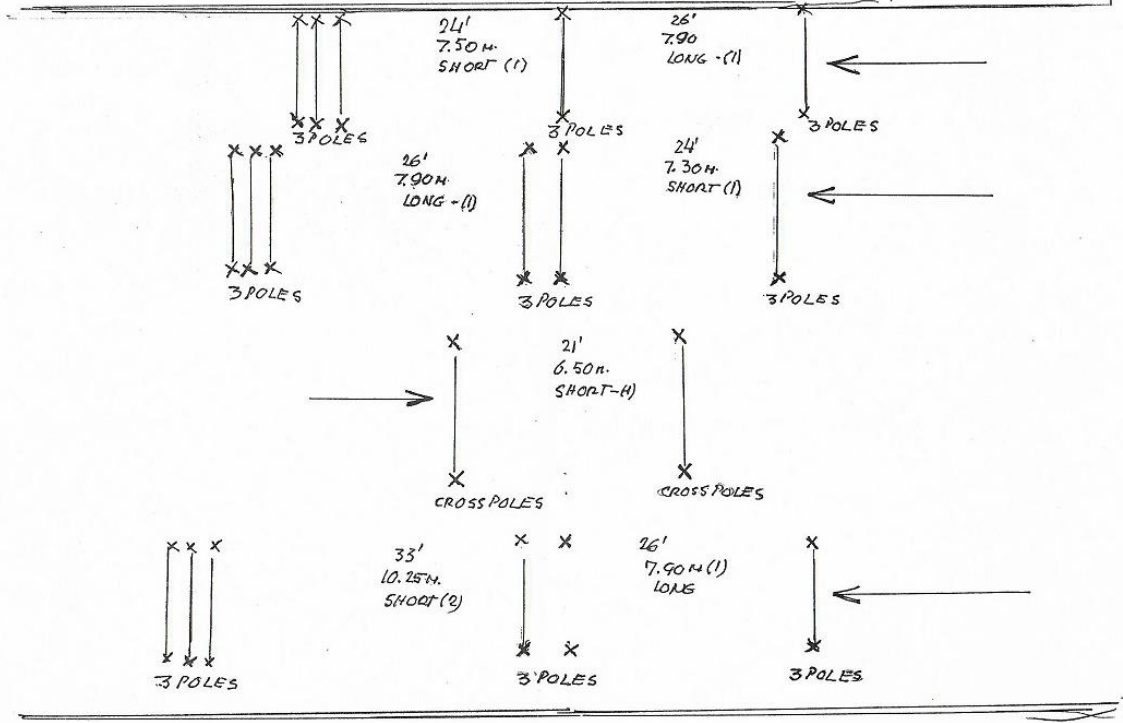 24'
7.50 M.
SHORT (1)
26'
7.90
LONG -(1)
3 POLES
3 POLES
3 POLES
26'
7.90 M.
LONG -(1)
24'
7.30 M.
SHORT (1)
3 POLES
3 POLES
3 POLES
21'
6.50 M.
CROSS POLES
CROSS POLES
33'
10.25 M.
SHORT (2)
26'
7.90 M (1)
LONG
3 POLES
3 POLES
3 POLES